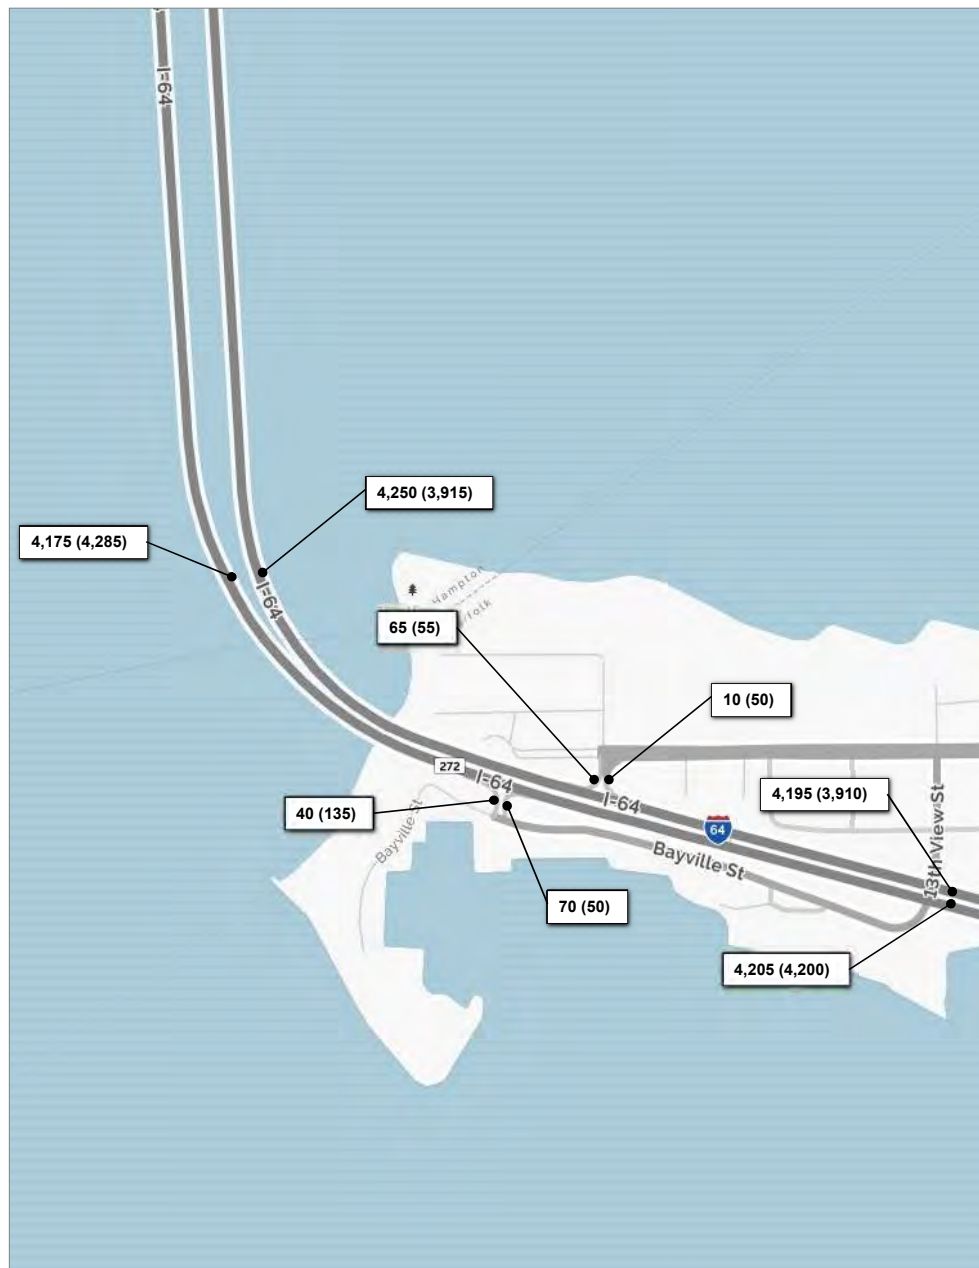 I-64
4,250 (3,915)
4,175 (4,285)
I-64
Hampton
65 (55)
10 (50)
272
I-64
I-64
4,195 (3,910)
40 (135)
64
Bayville St
Bayville St
13th View St
70 (50)
4,205 (4,200)